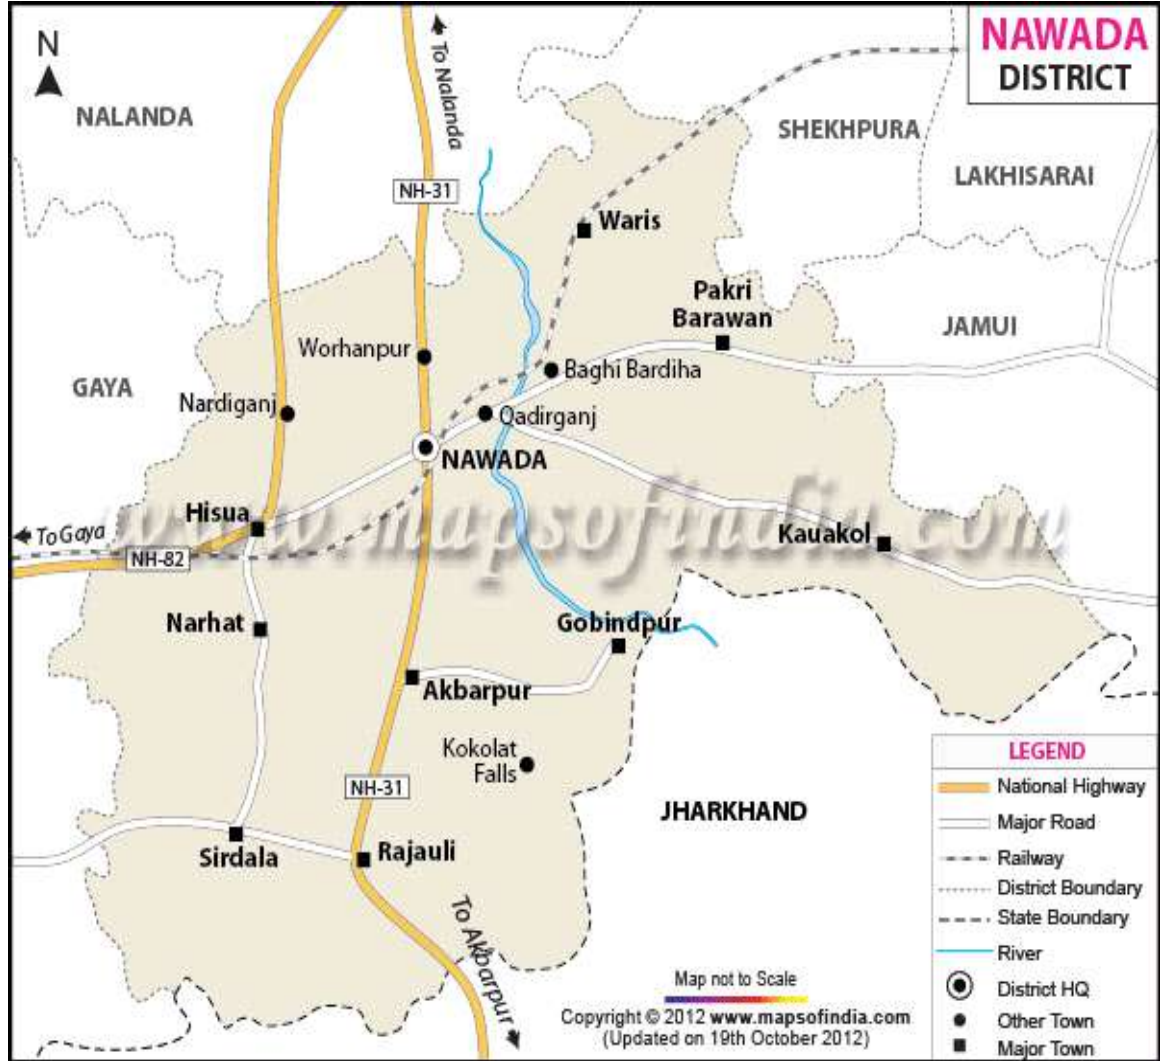 N
NAWADA
DISTRICT
To Nalanda
NALANDA
SHEKHPURA
LAKHISARAI
NH-31
Waris
Pakri
Barawan
JAMUI
Worhanpur
Baghi Bardiha
GAYA
Nardiganj
Qadirganj
NAWADA
www.mapsofindia.com
Hisua
To Gaya
Kauakol
NH-82
Narhat
Gobindpur
Akbarpur
Kokolat
Falls
NH-31
JHARKHAND
Sirdala
Rajauli
To Akbarpur
LEGEND
National Highway
Major Road
Railway
District Boundary
State Boundary
River
District HQ
Other Town
Major Town
Map not to Scale
Copyright © 2012 www.mapsofindia.com
(Updated on 19th October 2012)